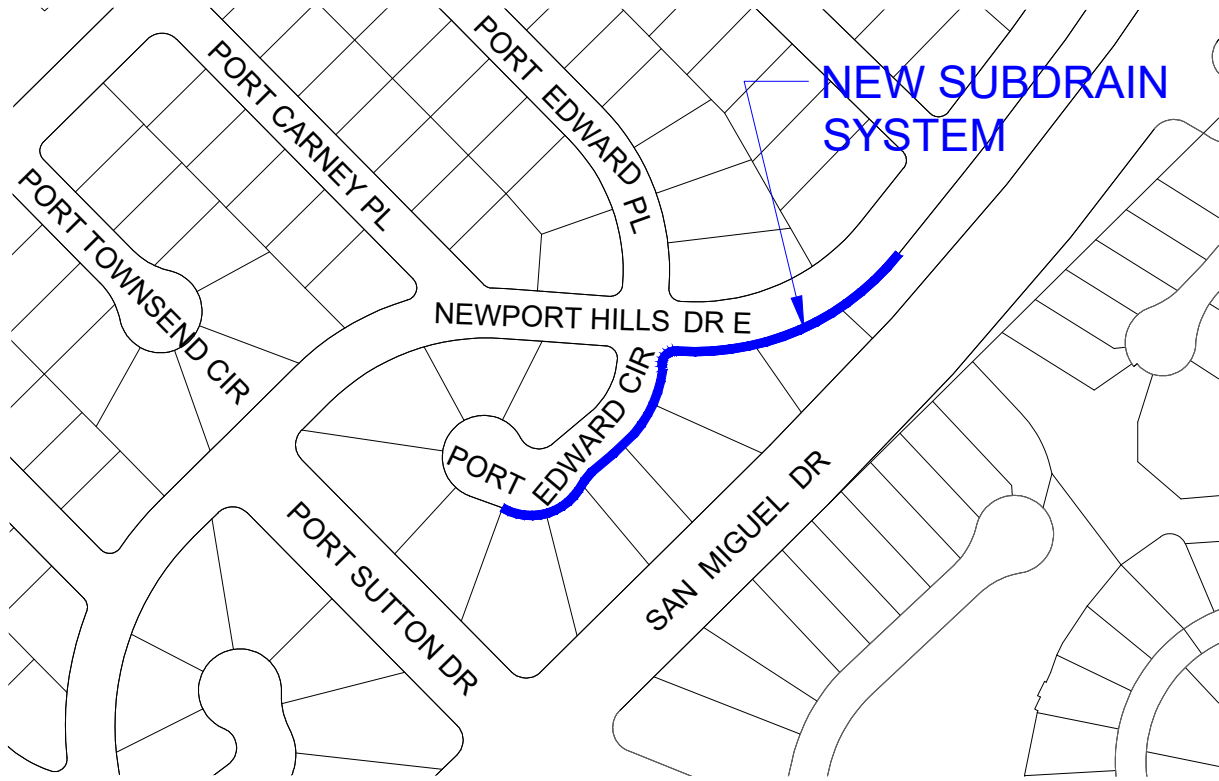 PORT CARNEY PL
PORT EDWARD PL
NEW SUBDRAIN
SYSTEM
PORT TOWNSEND CIR
NEWPORT HILLS DR E
PORT EDWARD CIR
SAN MIGUEL DR
PORT SUTTON DR